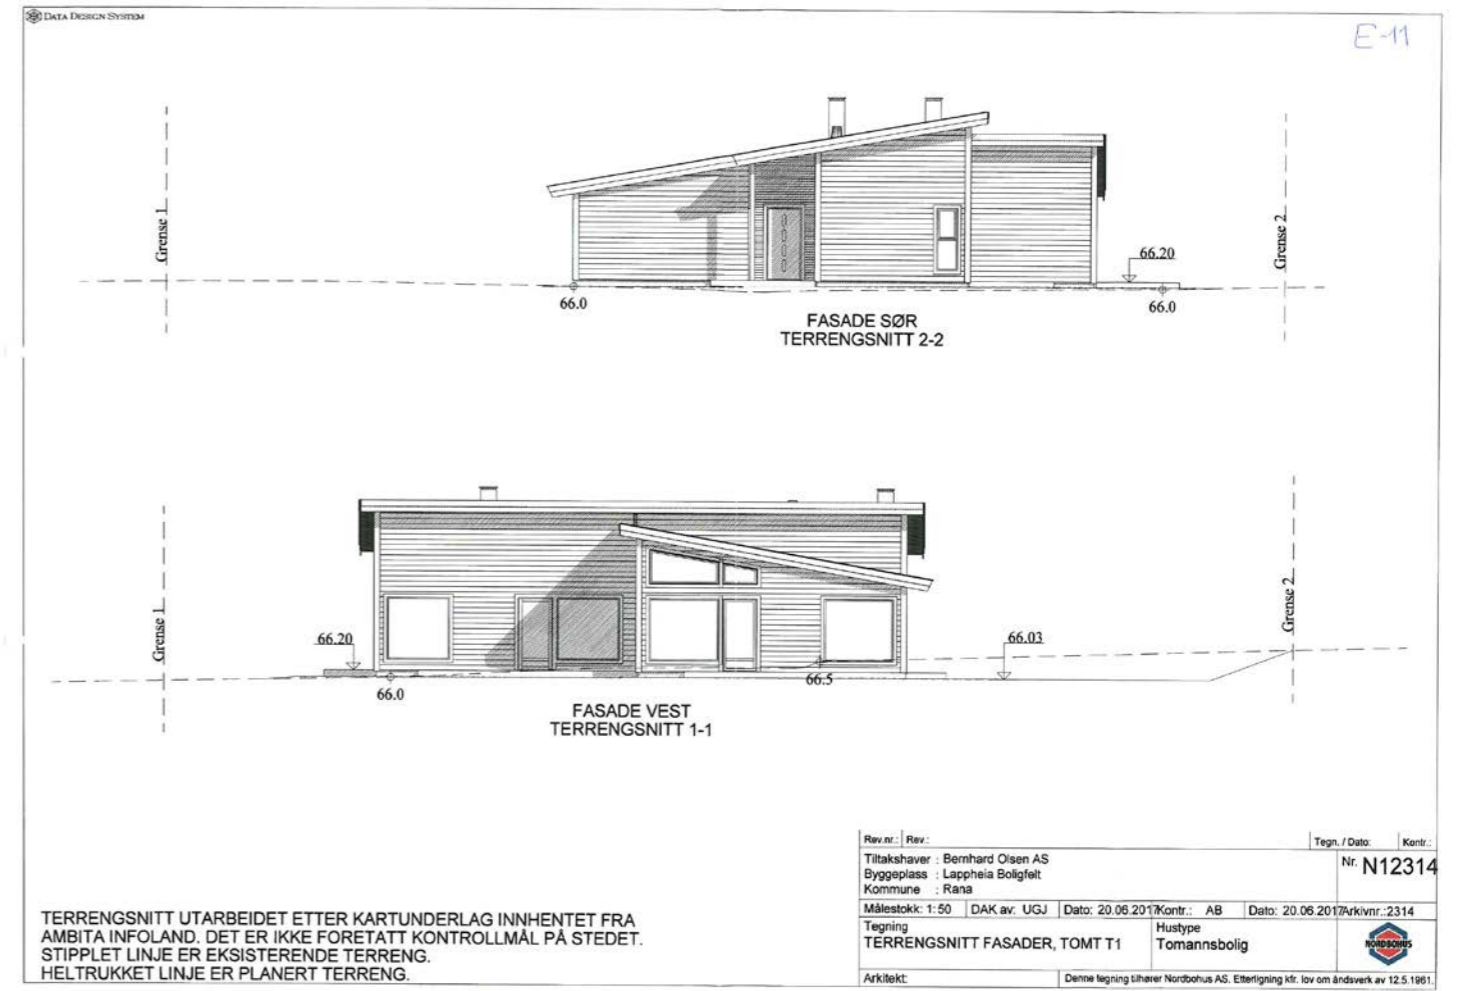 DATA DESIGN SYSTEM
E-11
Grense 1
Grense 2
66.20
66.0
66.0
FASADE SØR
TERRENGSNITT 2-2
Grense 1
Grense 2
66.20
66.03
66.0
66.5
FASADE VEST
TERRENGSNITT 1-1
TERRENGSNITT UTARBEIDET ETTER KARTUNDERLAG INNHENTET FRA
AMBITA INFOLAND. DET ER IKKE FORETATT KONTROLLMÅL PÅ STEDET.
STIPPLET LINJE ER EKSISTERENDE TERRENG.
HELTRUKKET LINJE ER PLANERT TERRENG.
Rev.nr.: Rev.: Tegn. / Dato: Kontr.:
Tiltakshaver : Bernhard Olsen AS
Byggeplass : Lappheia Boligfelt
Kommune : Rana
Nr. N12314
Målestokk: 1:50 DAK av: UGJ Dato: 20.06.2017 Kontr.: AB Dato: 20.06.2017 Arkivnr.:2314
Tegning
TERRENGSNITT FASADER, TOMT T1
Hustype
Tomannsbolig
NORDBOHUS
Arkitekt:
Denne tegning tilhører Nordbohus AS. Etterligning kfr. lov om åndsverk av 12.5.1961.